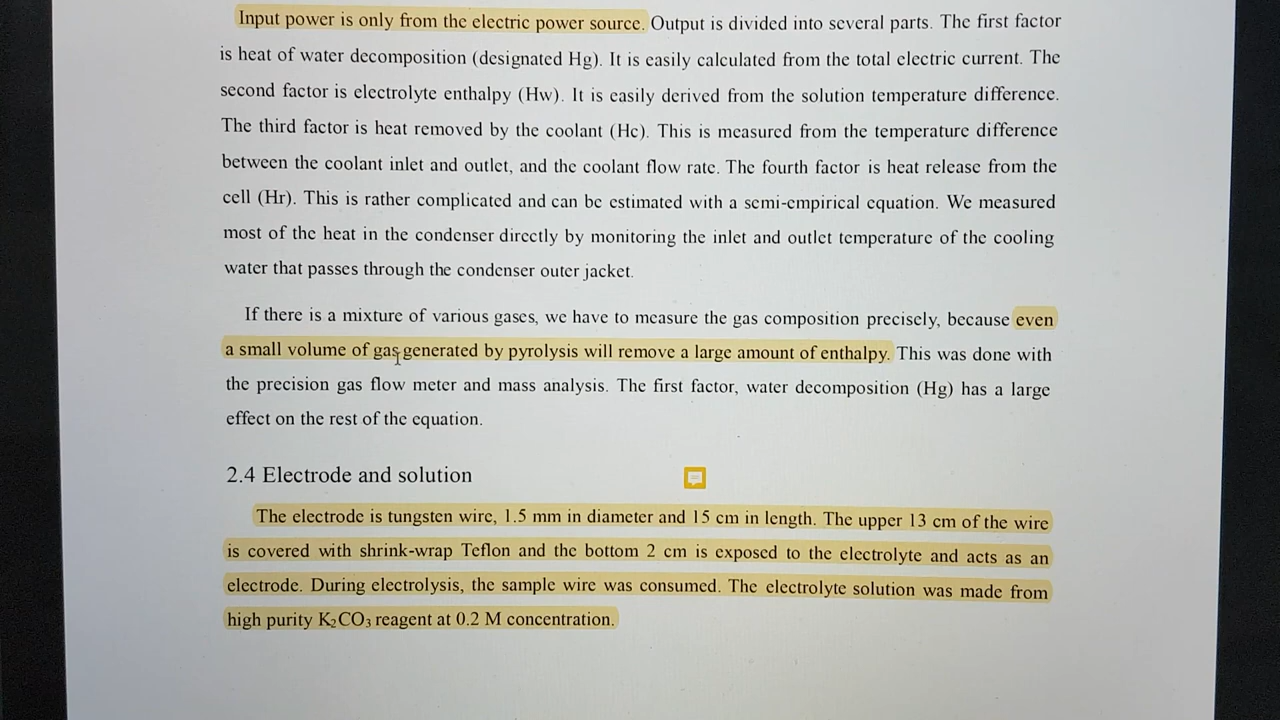 Input power is only from the electric power source. Output is divided into several parts. The first factor
is heat of water decomposition (designated Hg). It is easily calculated from the total electric current. The
second factor is electrolyte enthalpy (Hw). It is easily derived from the solution temperature difference.
The third factor is heat removed by the coolant (Hc). This is measured from the temperature difference
between the coolant inlet and outlet, and the coolant flow rate. The fourth factor is heat release from the
cell (Hr). This is rather complicated and can be estimated with a semi-empirical equation. We measured
most of the heat in the condenser directly by monitoring the inlet and outlet temperature of the cooling
water that passes through the condenser outer jacket.
If there is a mixture of various gases, we have to measure the gas composition precisely, because even
a small volume of gas generated by pyrolysis will remove a large amount of enthalpy. This was done with
the precision gas flow meter and mass analysis. The first factor, water decomposition (Hg) has a large
effect on the rest of the equation.
2.4 Electrode and solution
The electrode is tungsten wire, 1.5 mm in diameter and 15 cm in length. The upper 13 cm of the wire
is covered with shrink-wrap Teflon and the bottom 2 cm is exposed to the electrolyte and acts as an
electrode. During electrolysis, the sample wire was consumed. The electrolyte solution was made from
high purity K₂CO₃ reagent at 0.2 M concentration.